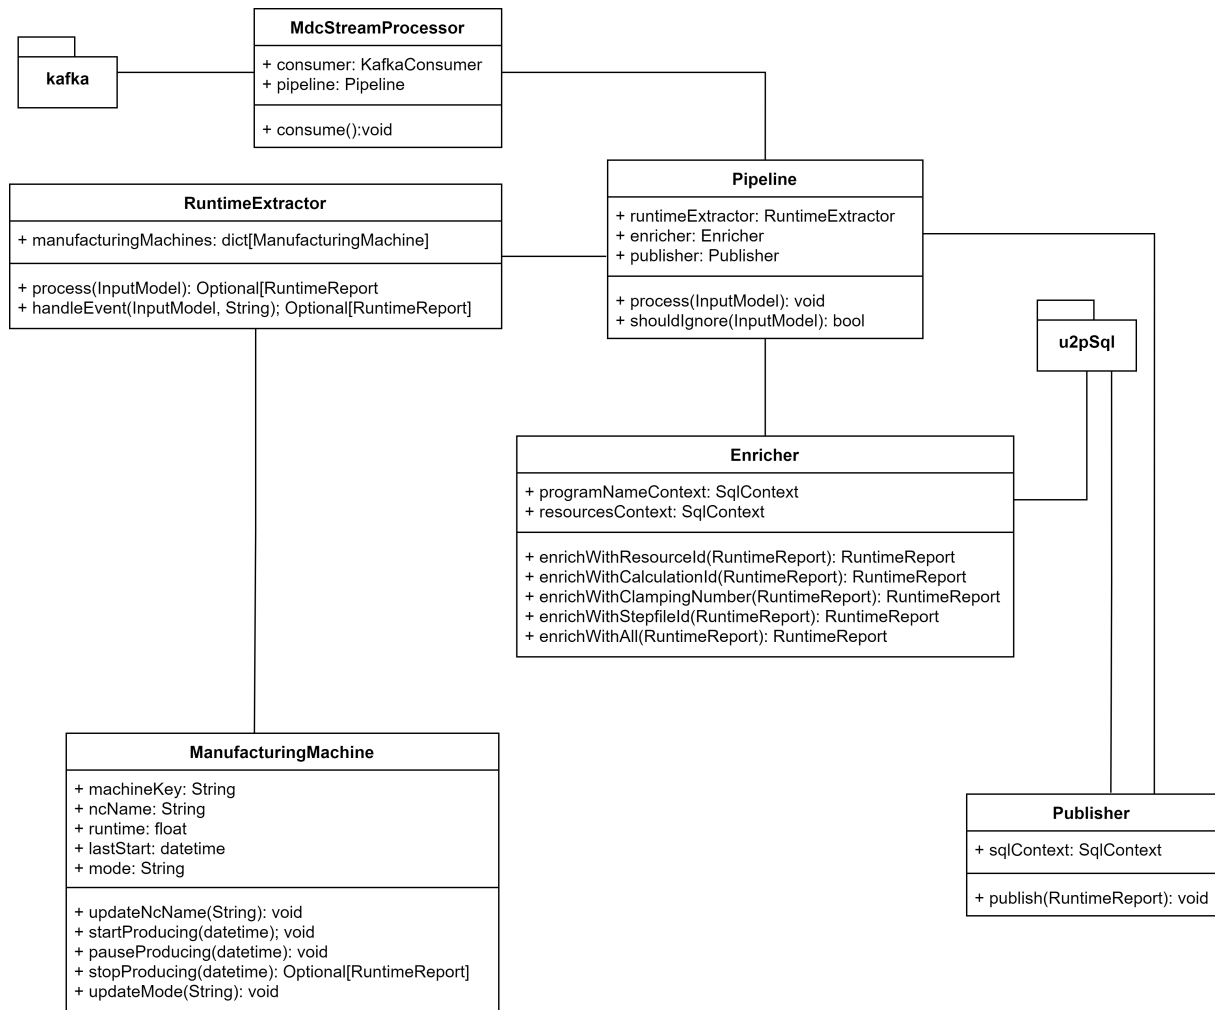 MdcStreamProcessor
+ consumer: KafkaConsumer
+ pipeline: Pipeline
+ consume():void
kafka
RuntimeExtractor
+ manufacturingMachines: dict[ManufacturingMachine]
+ process(InputModel): Optional[RuntimeReport
+ handleEvent(InputModel, String); Optional[RuntimeReport]
Pipeline
+ runtimeExtractor: RuntimeExtractor
+ enricher: Enricher
+ publisher: Publisher
+ process(InputModel): void
+ shouldIgnore(InputModel): bool
u2pSql
Enricher
+ programNameContext: SqlContext
+ resourcesContext: SqlContext
+ enrichWithResourceId(RuntimeReport): RuntimeReport
+ enrichWithCalculationId(RuntimeReport): RuntimeReport
+ enrichWithClampingNumber(RuntimeReport): RuntimeReport
+ enrichWithStepfileId(RuntimeReport): RuntimeReport
+ enrichWithAll(RuntimeReport): RuntimeReport
ManufacturingMachine
+ machineKey: String
+ ncName: String
+ runtime: float
+ lastStart: datetime
+ mode: String
+ updateNcName(String): void
+ startProducing(datetime); void
+ pauseProducing(datetime): void
+ stopProducing(datetime): Optional[RuntimeReport]
+ updateMode(String): void
Publisher
+ sqlContext: SqlContext
+ publish(RuntimeReport): void